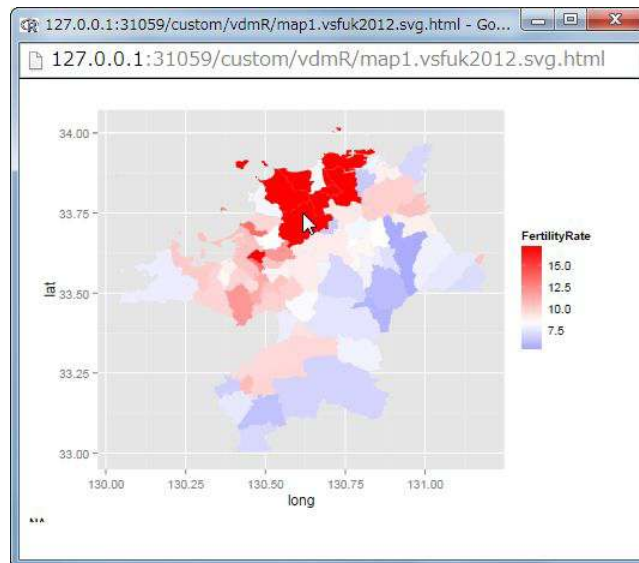 127.0.0.1:31059/custom/vdmR/map1.vsfuk2012.svg.html - Go...
127.0.0.1:31059/custom/vdmR/map1.vsfuk2012.svg.html
34.00
33.75
33.50
33.25
33.00
lat
130.00 130.25 130.50 130.75 131.00
long
FertilityRate
15.0
12.5
10.0
7.5